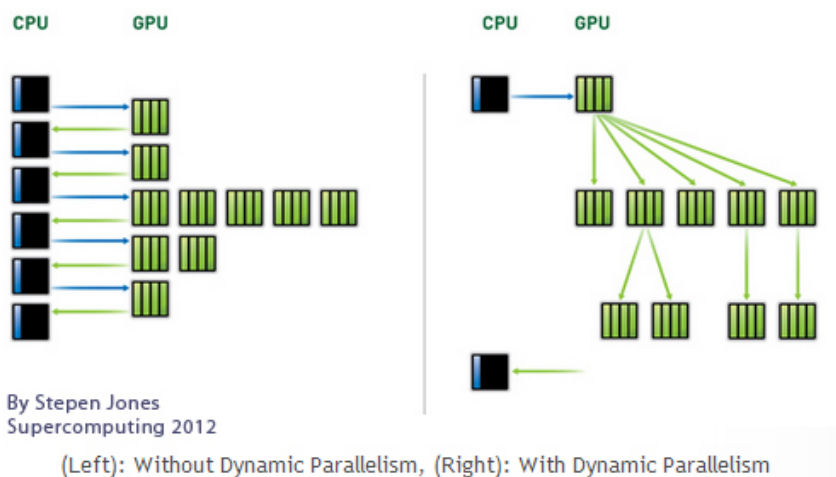 CPU GPU CPU GPU
By Stepen Jones
Supercomputing 2012
(Left): Without Dynamic Parallelism, (Right): With Dynamic Parallelism